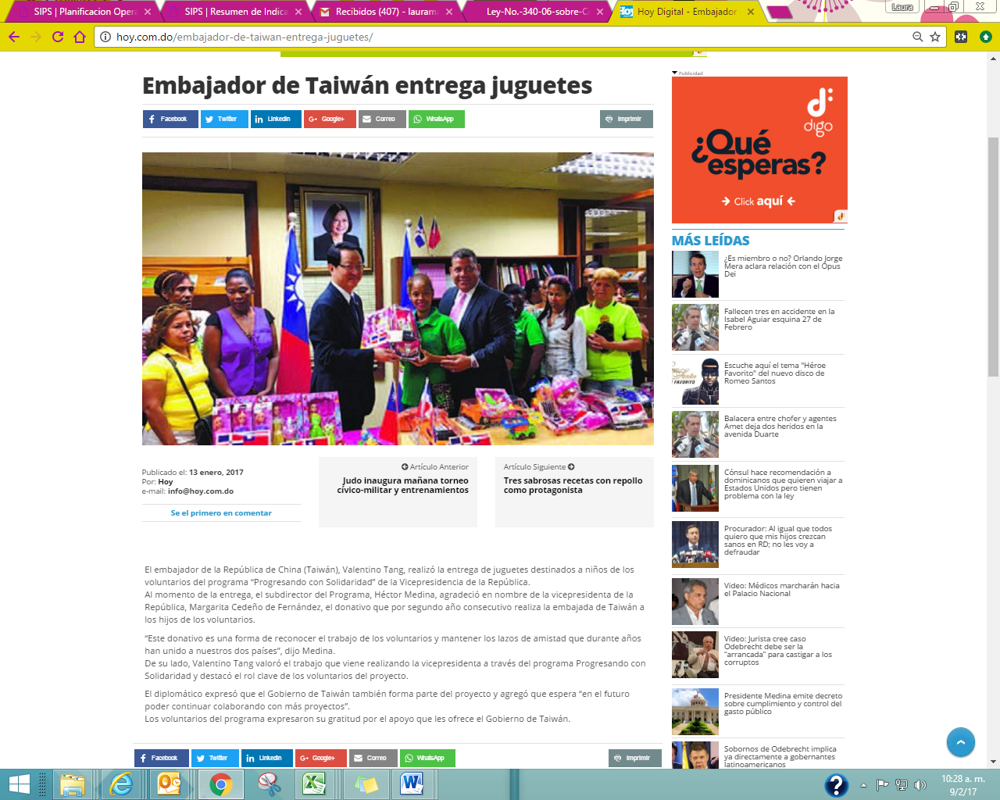 SIPS | Planificacion Opera
SIPS | Resumen de Indica
Recibidos (407) - laurama
Ley-No.-340-06-sobre-C
Hoy Digital - Embajador
Laura
hoy.com.do/embajador-de-taiwan-entrega-juguetes/
Embajador de Taiwán entrega juguetes
Facebook
Twitter
LinkedIn
Google+
Correo
WhatsApp
Imprimir
Publicado el: 13 enero, 2017
Por: Hoy
e-mail: info@hoy.com.do
Se el primero en comentar
Artículo Anterior
Judo inaugura mañana torneo
cívico-militar y entrenamientos
Artículo Siguiente
Tres sabrosas recetas con repollo
como protagonista
El embajador de la República de China (Taiwán), Valentino Tang, realizó la entrega de juguetes destinados a niños de los
voluntarios del programa “Progresando con Solidaridad” de la Vicepresidencia de la República.
Al momento de la entrega, el subdirector del Programa, Héctor Medina, agradeció en nombre de la vicepresidenta de la
República, Margarita Cedeño de Fernández, el donativo que por segundo año consecutivo realiza la embajada de Taiwán a
los hijos de los voluntarios.
“Este donativo es una forma de reconocer el trabajo de los voluntarios y mantener los lazos de amistad que durante años
han unido a nuestros dos países”, dijo Medina.
De su lado, Valentino Tang valoró el trabajo que viene realizando la vicepresidenta a través del programa Progresando con
Solidaridad y destacó el rol clave de los voluntarios del proyecto.
El diplomático expresó que el Gobierno de Taiwán también forma parte del proyecto y agregó que espera “en el futuro
poder continuar colaborando con más proyectos”.
Los voluntarios del programa expresaron su gratitud por el apoyo que les ofrece el Gobierno de Taiwán.
Facebook
Twitter
LinkedIn
Google+
Correo
WhatsApp
Imprimir
Publicidad
digo
¿Qué
esperas?
Click aquí
MÁS LEÍDAS
¿Es miembro o no? Orlando Jorge
Mera aclara relación con el Opus
Dei
Fallecen tres en accidente en la
Isabel Aguiar esquina 27 de
Febrero
FAVORITO
Escuche aquí el tema "Héroe
Favorito" del nuevo disco de
Romeo Santos
Balacera entre chofer y agentes
Amet deja dos heridos en la
avenida Duarte
Cónsul hace recomendación a
dominicanos que quieren viajar a
Estados Unidos pero tienen
problema con la ley
Procurador: Al igual que todos
quiero que mis hijos crezcan
sanos en RD; no les voy a
defraudar
Video: Médicos marcharán hacia
el Palacio Nacional
Video: Jurista cree caso
Odebrecht debe ser la
“arrancada” para castigar a los
corruptos
Presidente Medina emite decreto
sobre cumplimiento y control del
gasto público
Sobornos de Odebrecht implica
ya directamente a gobernantes
latinoamericanos
10:28 a. m.
9/2/17